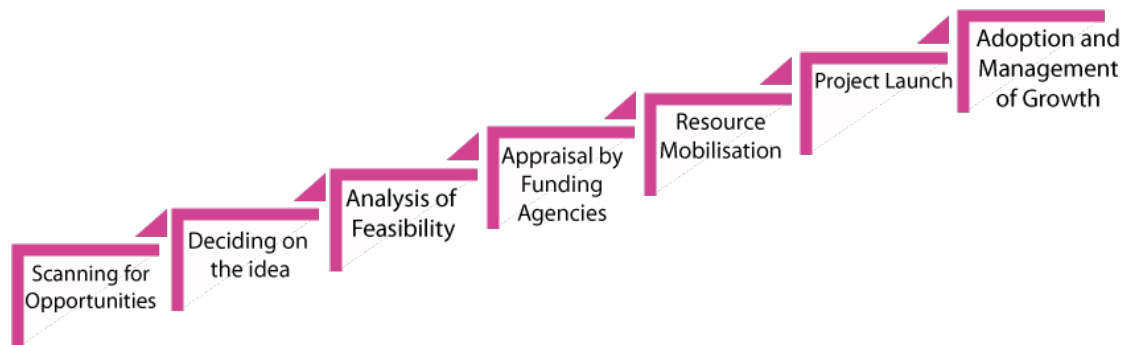 Scanning for
Opportunities
Deciding on
the idea
Analysis of
Feasibility
Appraisal by
Funding
Agencies
Resource
Mobilisation
Project Launch
Adoption and
Management
of Growth